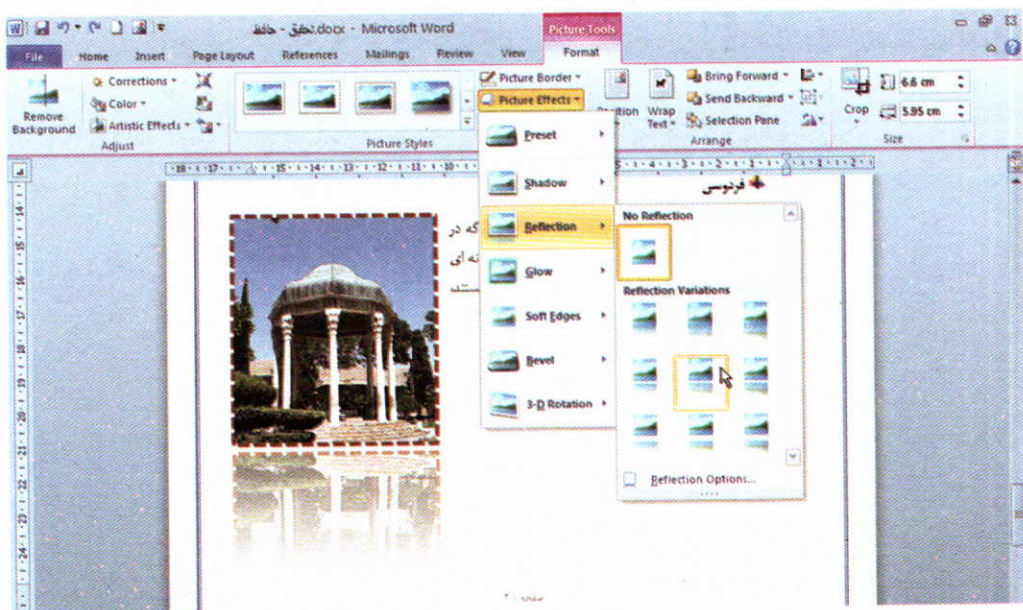 تحقق - حافظ.docx - Microsoft Word
Picture Tools
File Home Insert Page Layout References Mailings Review View Format
Remove Background
Corrections
Color
Artistic Effects
Adjust
Picture Styles
Picture Border
Picture Effects
Wrap Text
Bring Forward
Send Backward
Selection Pane
Arrange
Crop
6.6 cm
5.95 cm
Size
Preset
Shadow
Reflection
Glow
Soft Edges
Bevel
3-D Rotation
فردوسی
که در
نه ای
No Reflection
Reflection Variations
Reflection Options...